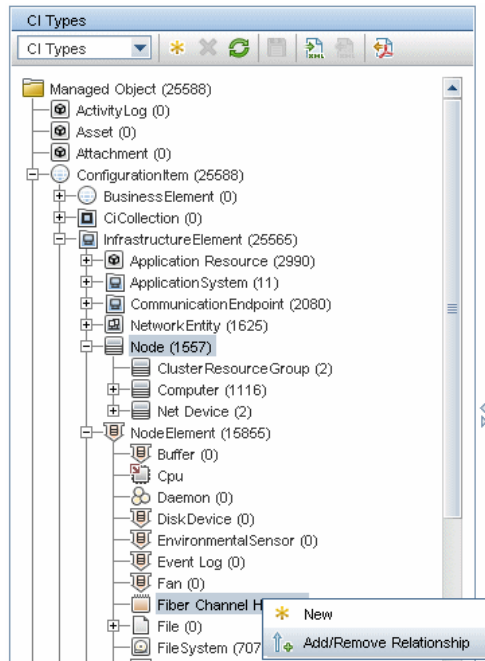 CI Types
CI Types
XML
XML
Managed Object (25588)
ActivityLog (0)
Asset (0)
Attachment (0)
ConfigurationItem (25588)
BusinessElement (0)
CiCollection (0)
InfrastructureElement (25565)
Application Resource (2990)
ApplicationSystem (11)
CommunicationEndpoint (2080)
NetworkEntity (1625)
Node (1557)
ClusterResourceGroup (2)
Computer (1116)
Net Device (2)
NodeElement (15855)
Buffer (0)
Cpu
Daemon (0)
DiskDevice (0)
EnvironmentalSensor (0)
Event Log (0)
Fan (0)
Fiber Channel H
New
File (0)
Add/Remove Relationship
FileSystem (707